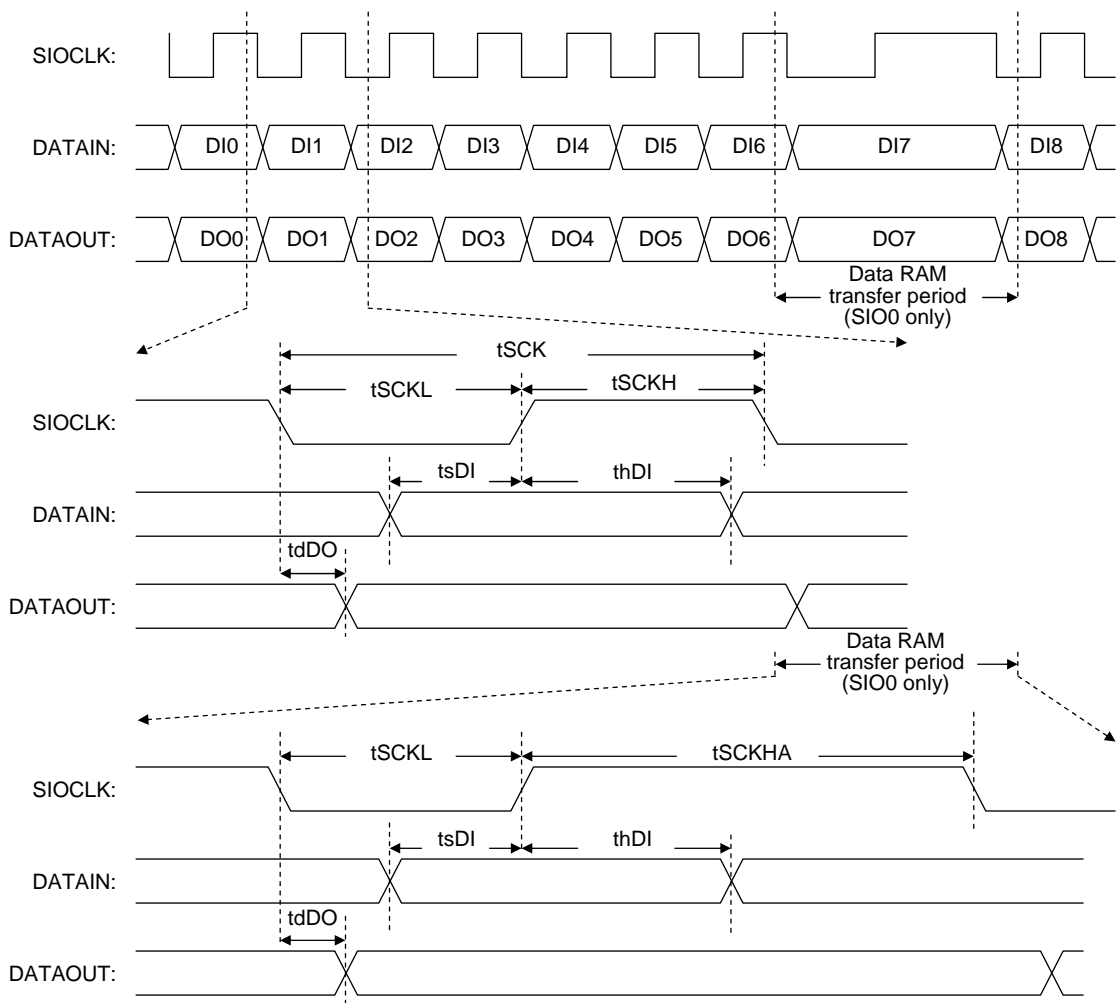 SIOCLK:
DATAIN: DI0 DI1 DI2 DI3 DI4 DI5 DI6 DI7 DI8
DATAOUT: DO0 DO1 DO2 DO3 DO4 DO5 DO6 DO7 DO8
Data RAM
transfer period
(SIO0 only)
tSCK
tSCKL tSCKH
SIOCLK:
tsDI thDI
DATAIN:
tdDO
DATAOUT:
Data RAM
transfer period
(SIO0 only)
tSCKL tSCKHA
SIOCLK:
tsDI thDI
DATAIN:
tdDO
DATAOUT: